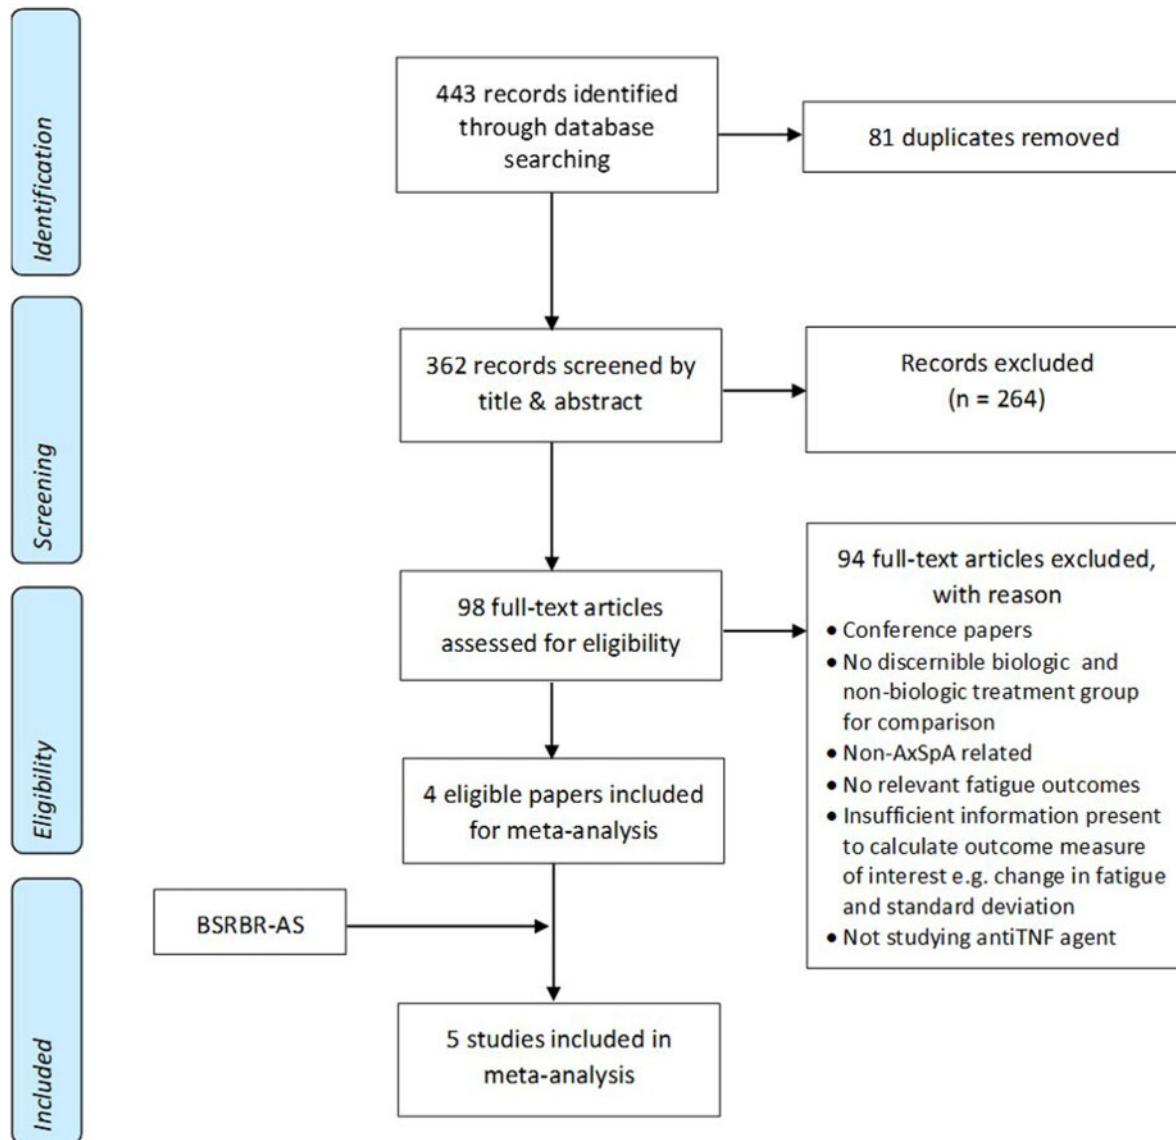 Identification
443 records identified
through database
searching
81 duplicates removed
Screening
362 records screened by
title & abstract
Records excluded
(n = 264)
98 full-text articles
assessed for eligibility
94 full-text articles excluded,
with reason
• Conference papers
• No discernible biologic and
non-biologic treatment group
for comparison
• Non-AxSpA related
• No relevant fatigue outcomes
• Insufficient information present
to calculate outcome measure
of interest e.g. change in fatigue
and standard deviation
• Not studying antiTNF agent
Eligibility
4 eligible papers included
for meta-analysis
BSRBR-AS
Included
5 studies included in
meta-analysis